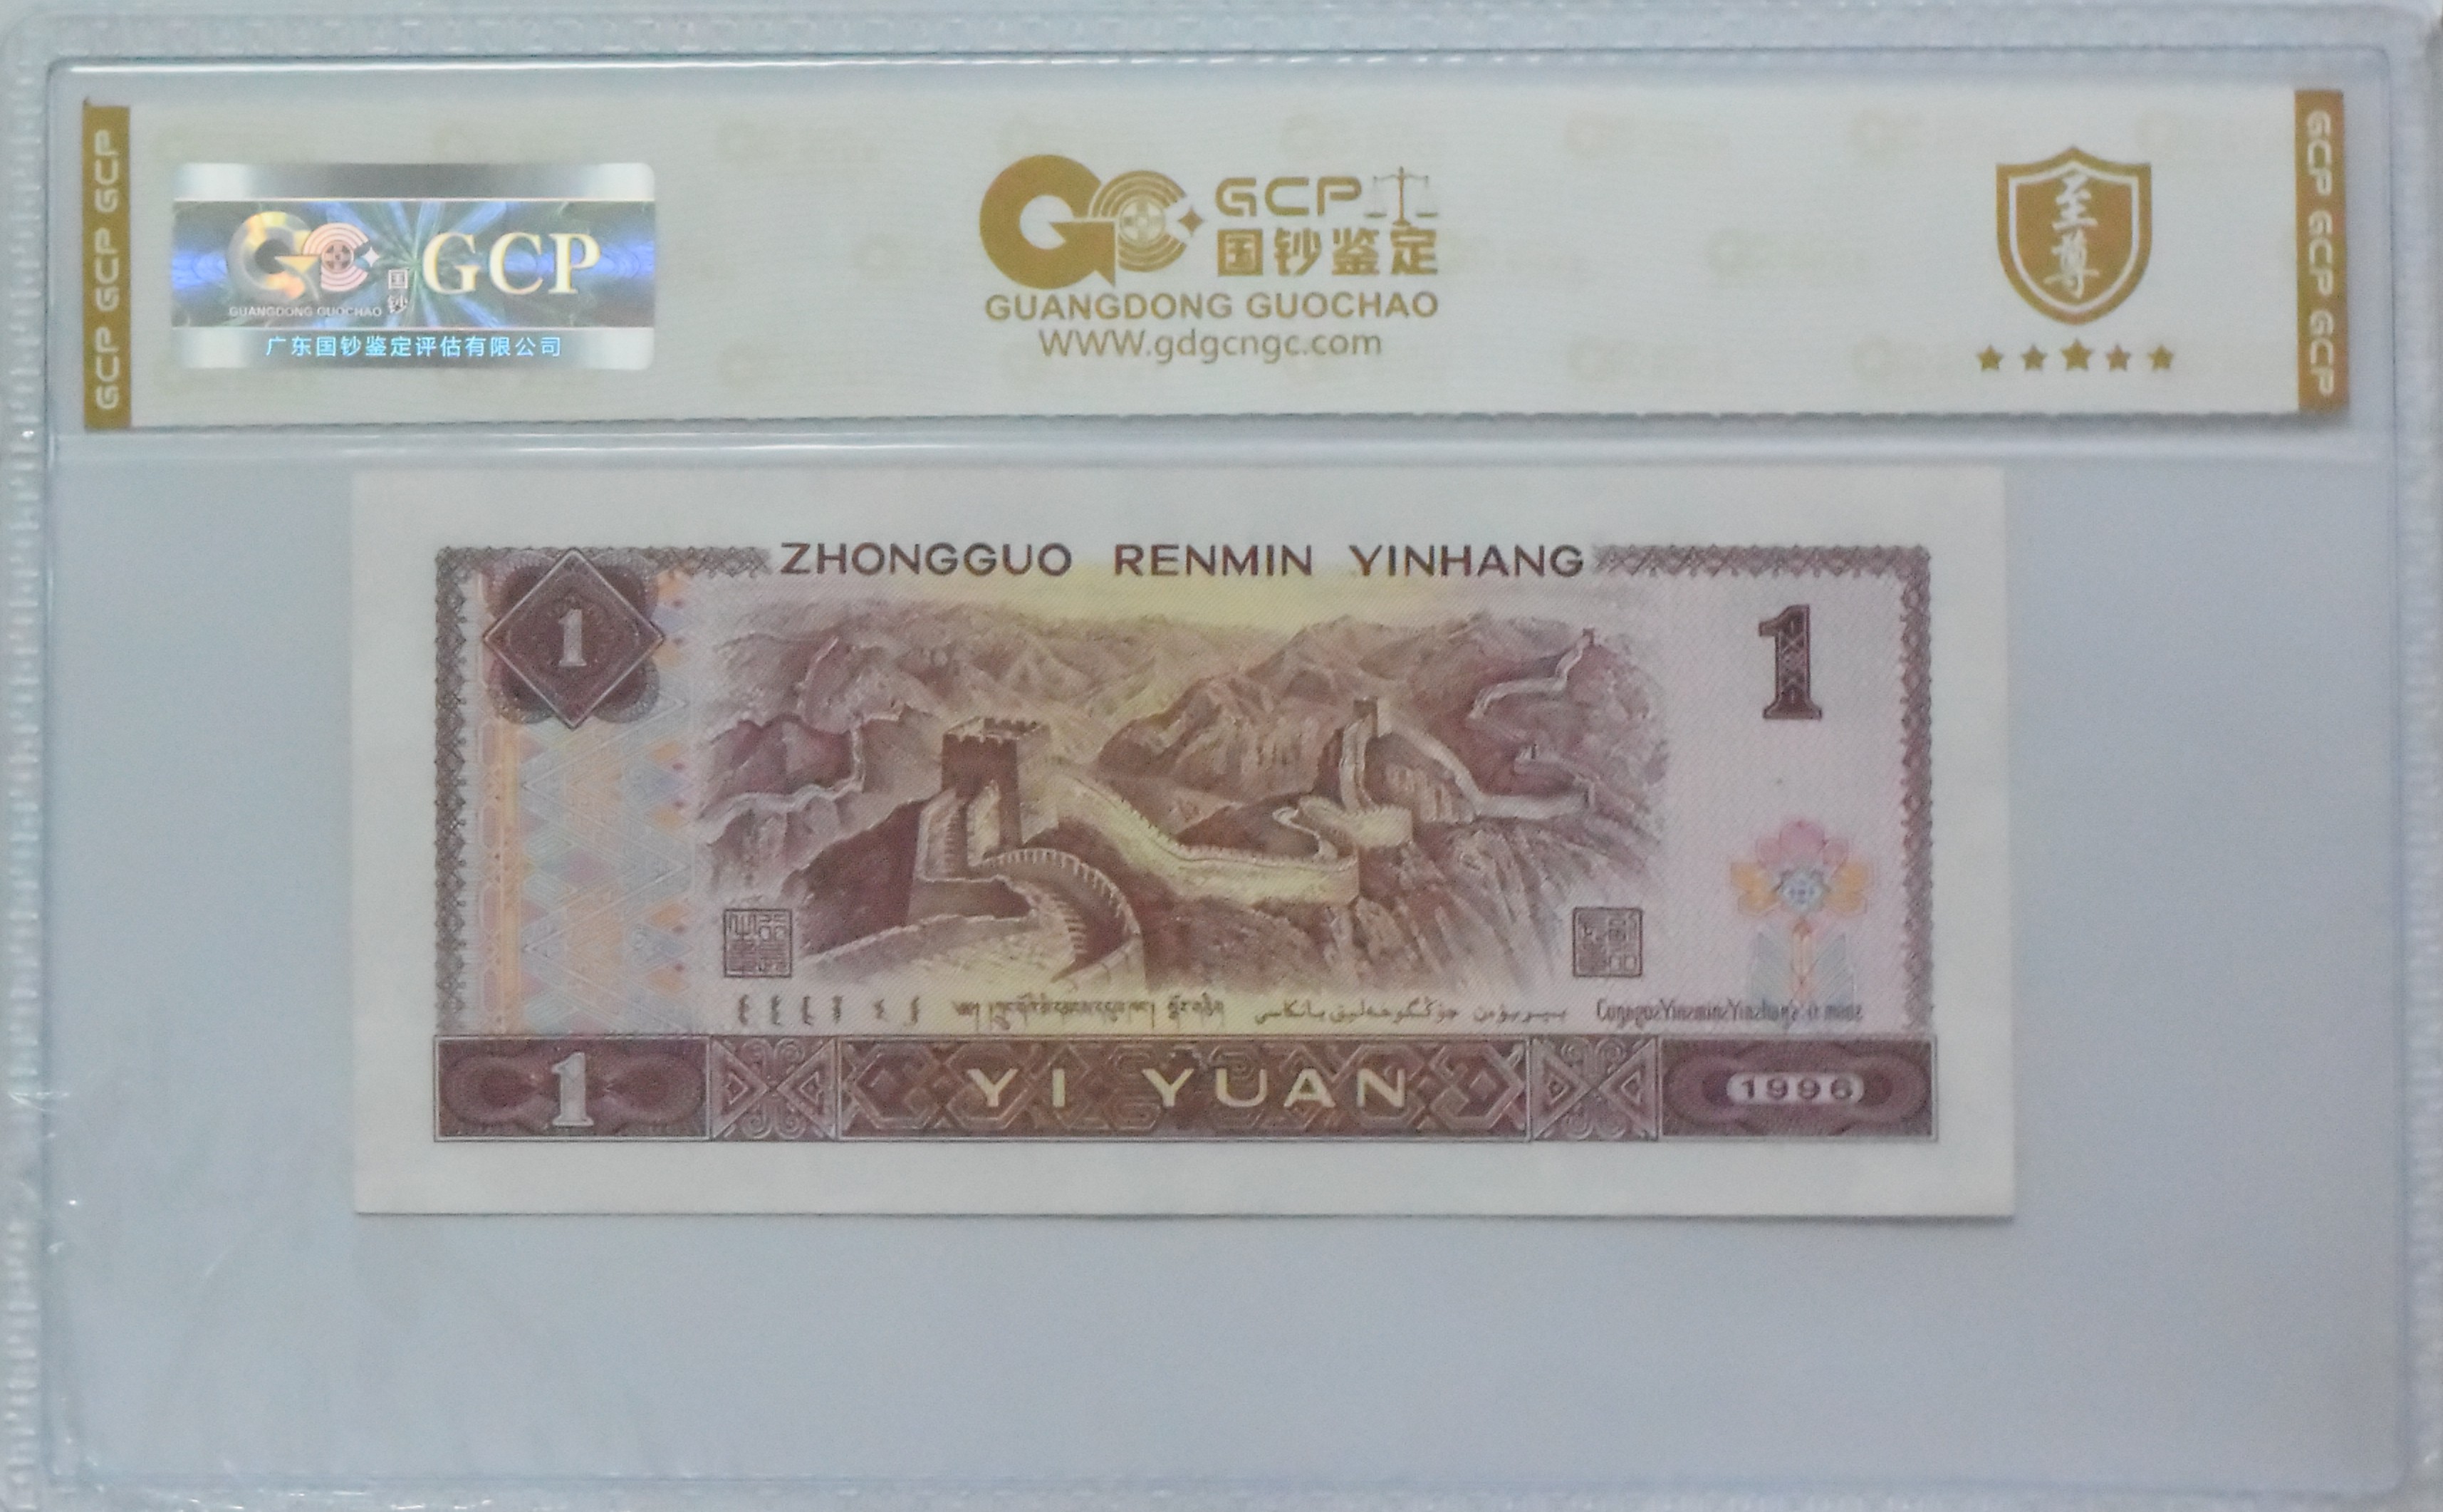 GCP GCP GCP
国钞
GCP
GUANGDONG GUOCHAO
广东国钞鉴定评估有限公司
GCP
国钞鉴定
GUANGDONG GUOCHAO
WWW.gdgcngc.com
至尊
GCP GCP GCP
ZHONGGUO RENMIN YINHANG
1
1
1
YI YUAN
1996